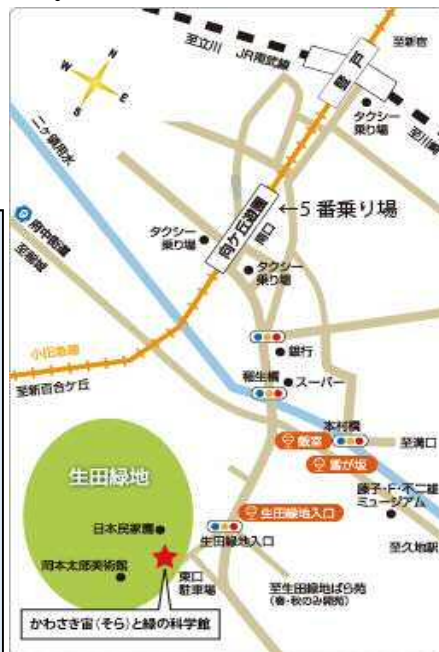 N
W
E
S
至立川
JR南武線
至新宿
登戸
タクシー
乗り場
至川崎
二ヶ領用水
府中街道
至稲城
向ヶ丘遊園
南口
←5番乗り場
タクシー
乗り場
タクシー
乗り場
小田急線
至新百合ケ丘
銀行
稲生橋
スーパー
本村橋
飯室
至溝口
雪が坂
藤子・F・不二雄
ミュージアム
生田緑地
生田緑地入口
生田緑地入口
至久地駅
日本民家園
岡本太郎美術館
東口
駐車場
至生田緑地ばら苑
(春・秋のみ開苑)
かわさき宙(そら)と緑の科学館